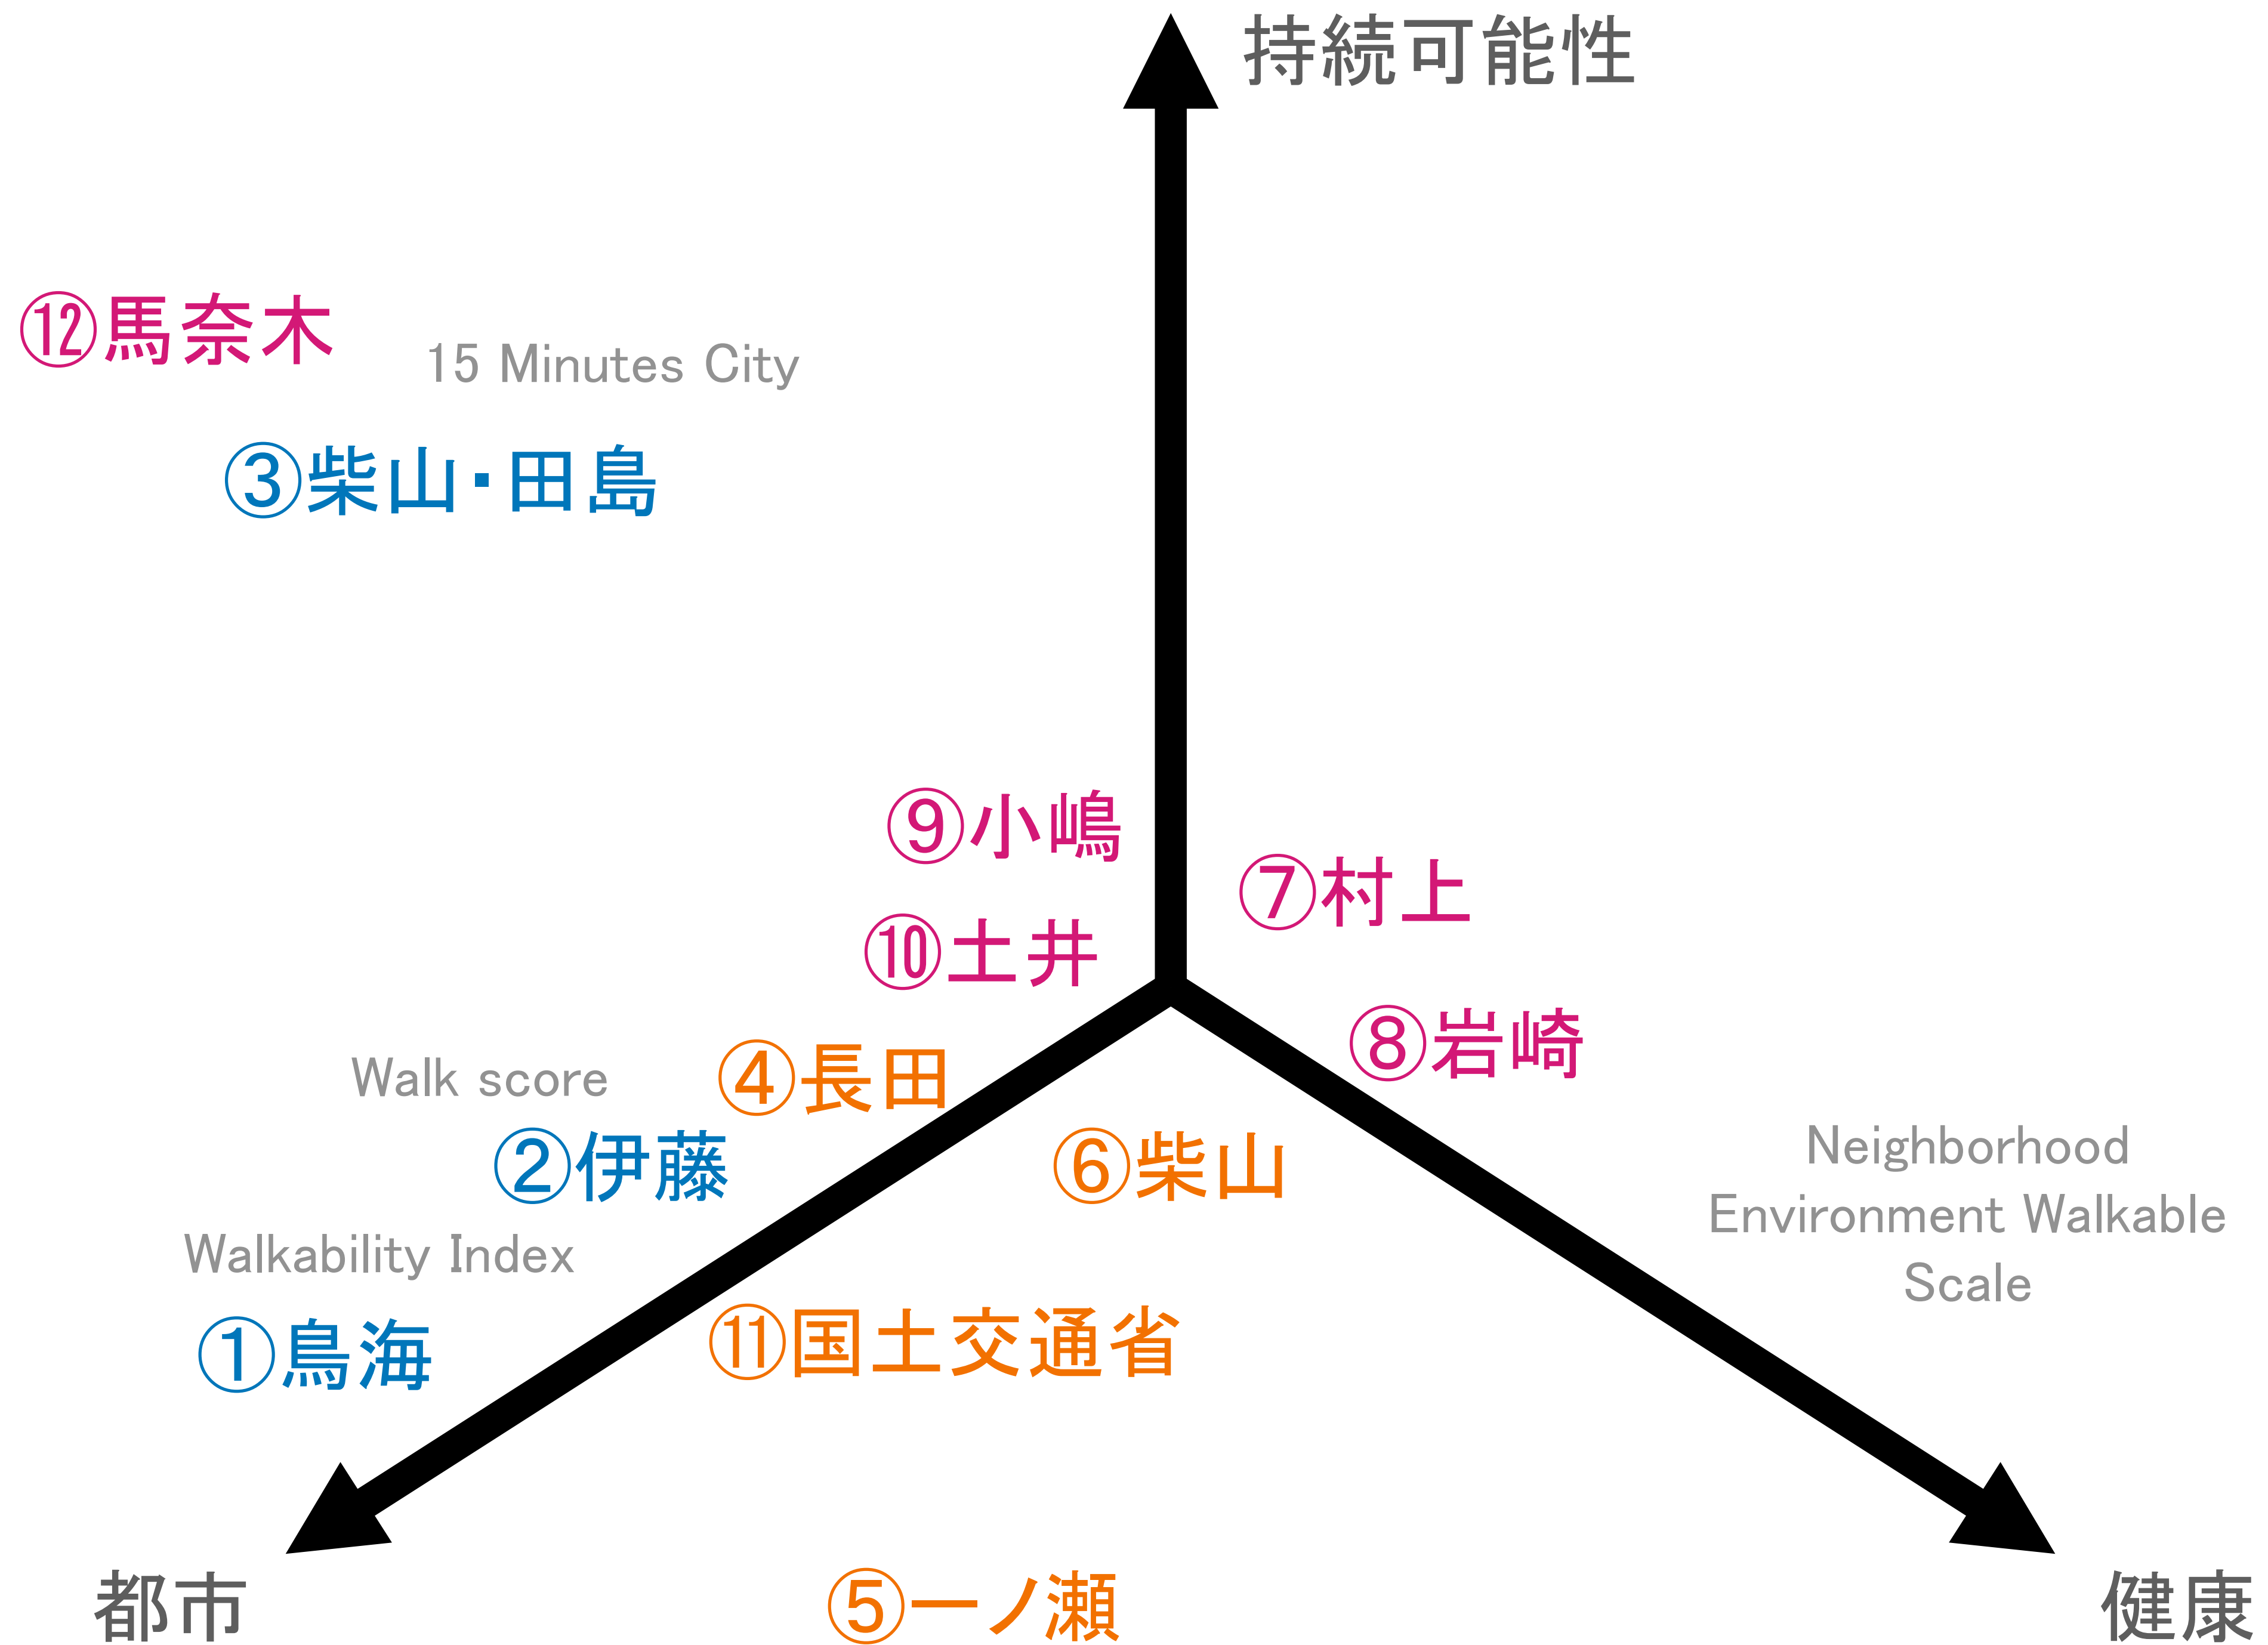 持続可能性
⑫馬奈木
15 Minutes City
③柴山・田島
⑨小嶋
⑦村上
⑩土井
⑧岩崎
Walk score
④長田
②伊藤
⑥柴山
Neighborhood
Environment Walkable
Scale
Walkability Index
①鳥海
⑪国土交通省
都市
⑤一ノ瀬
健康